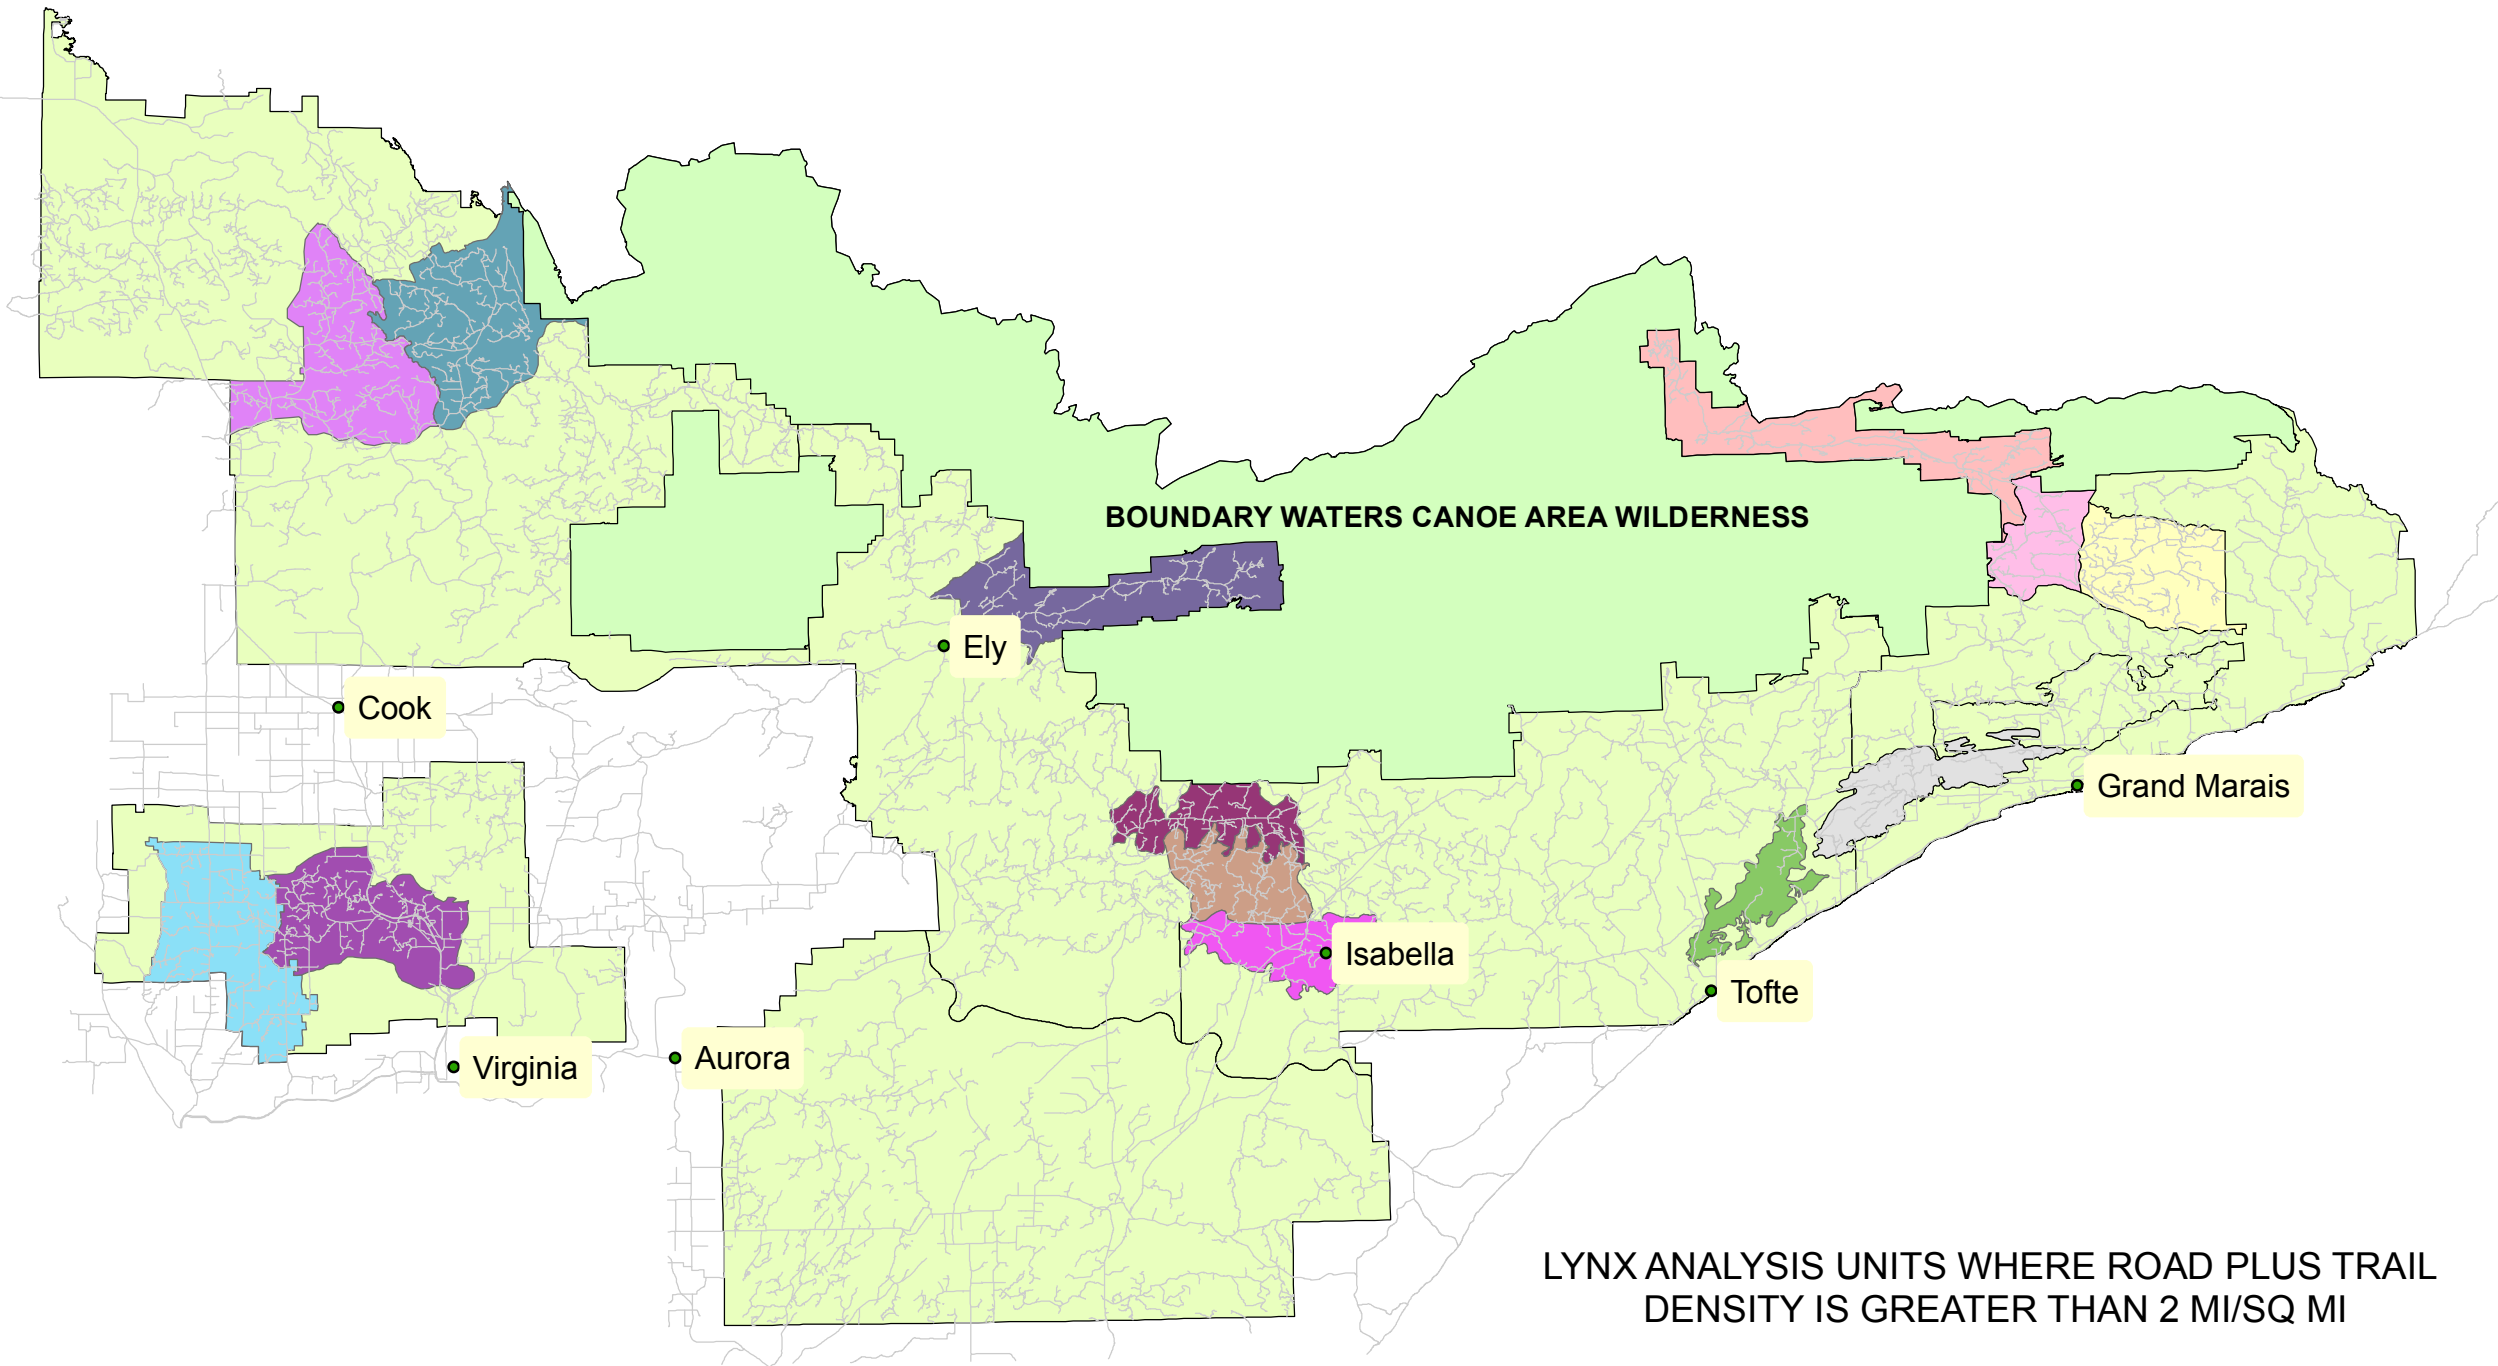 BOUNDARY WATERS CANOE AREA WILDERNESS
Ely
Cook
Grand Marais
Isabella
Tofte
Aurora
Virginia
LYNX ANALYSIS UNITS WHERE ROAD PLUS TRAIL
DENSITY IS GREATER THAN 2 MI/SQ MI